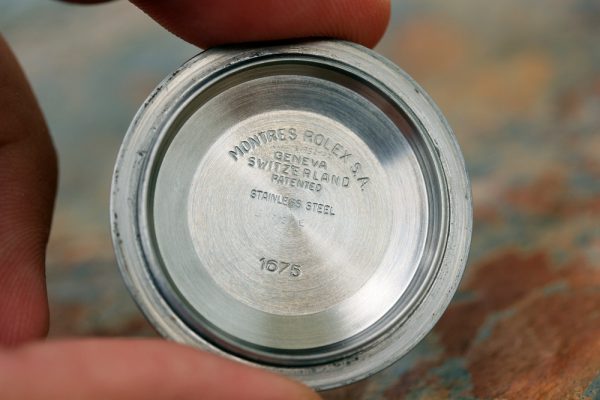 MONTRES ROLEX S.A.
GENEVA
SWITZERLAND
PATENTED
STAINLESS STEEL
1675